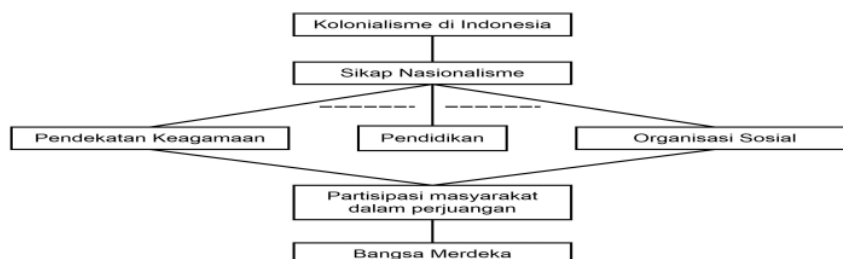 Kolonialisme di Indonesia
Sikap Nasionalisme
Pendekatan Keagamaan
Pendidikan
Organisasi Sosial
Partisipasi masyarakat
dalam perjuangan
Bangsa Merdeka